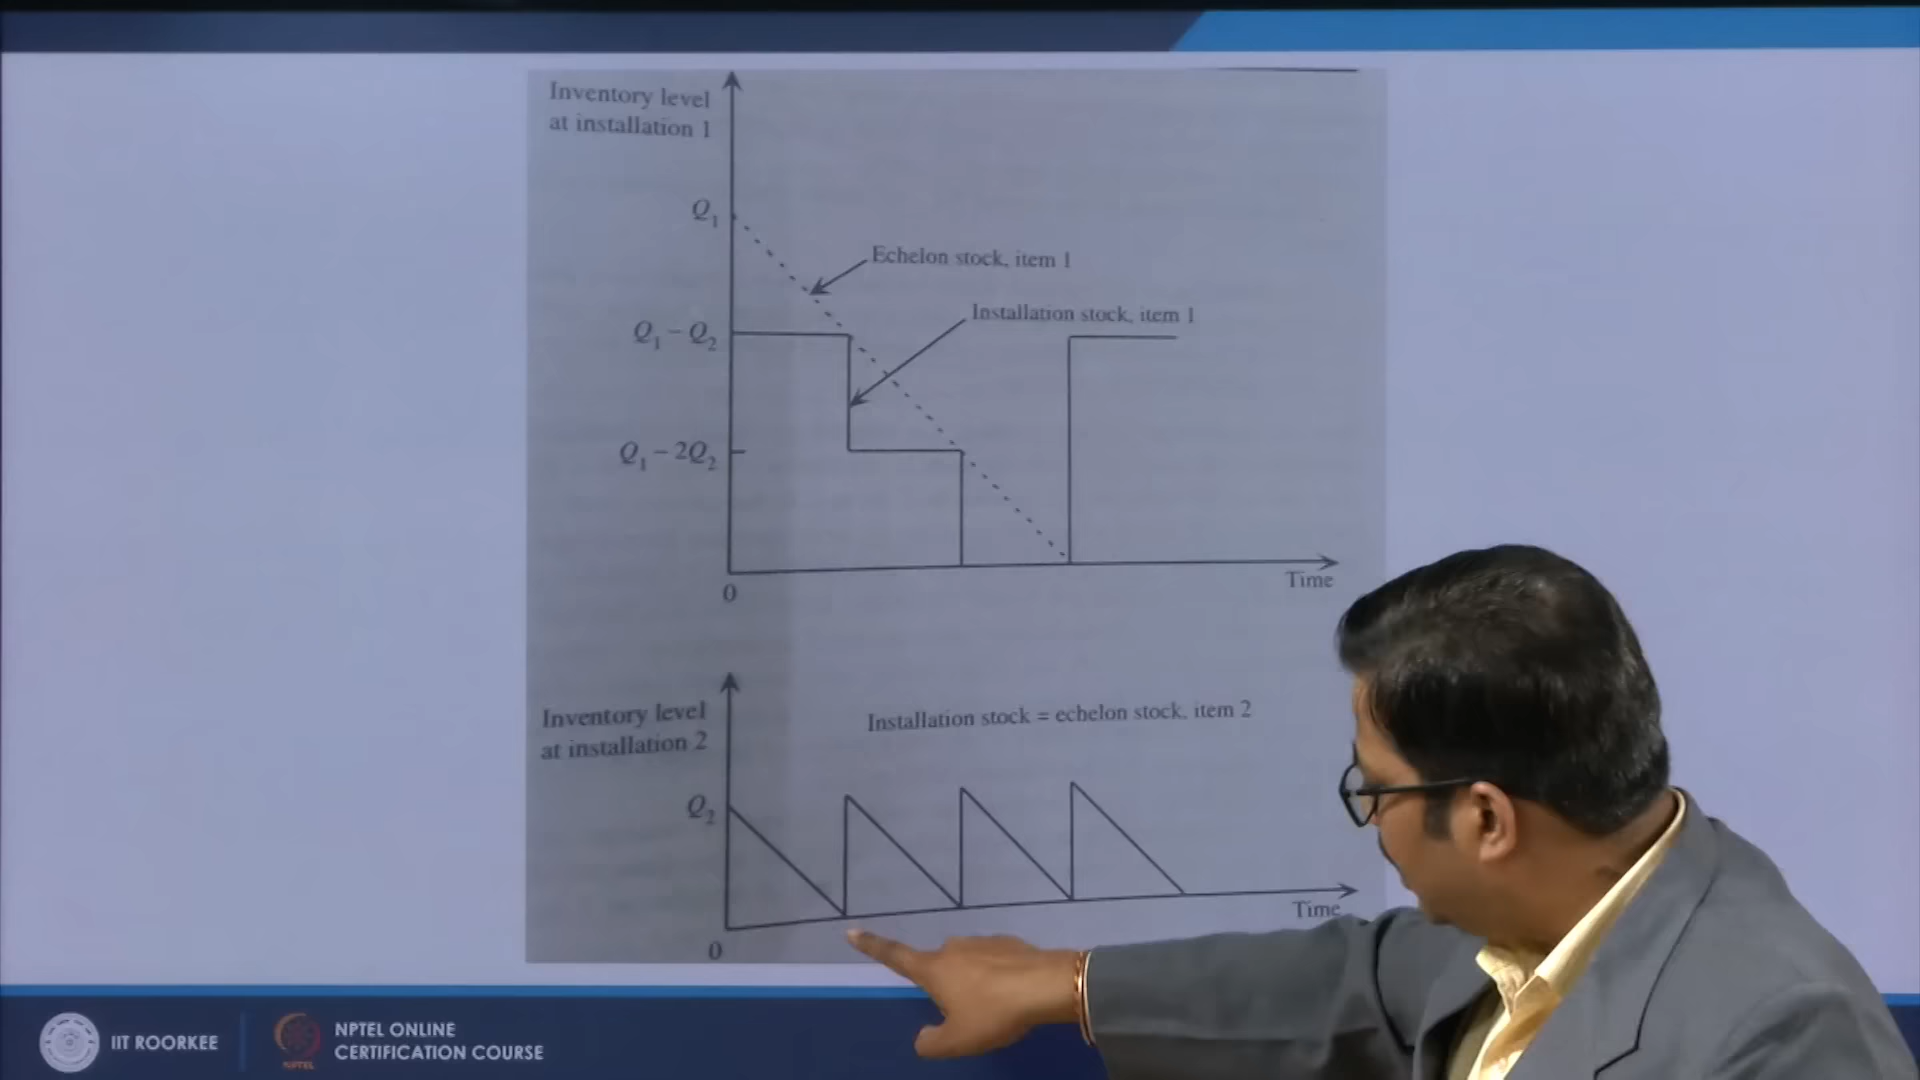 Inventory level
at installation 1
Q₁
Echelon stock, item 1
Installation stock, item 1
Q₁ – Q₂
Q₁ – 2Q₂
0
Time
Inventory level
at installation 2
Installation stock = echelon stock, item 2
Q₂
0
Time
IIT ROORKEE
NPTEL
NPTEL ONLINE
CERTIFICATION COURSE